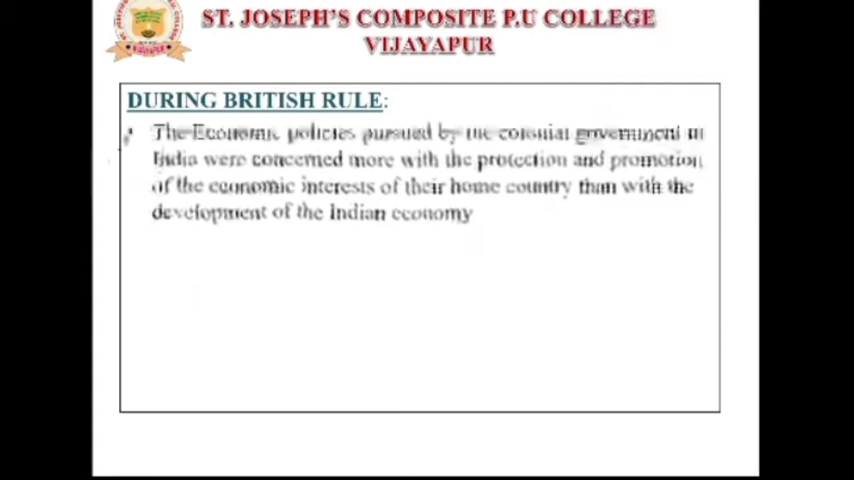 ST. JOSEPH'S COMPOSITE P.U COLLEGE
VIJAYAPUR
DURING BRITISH RULE:
• The Economic policies pursued by the colonial government in
India were concerned more with the protection and promotion
of the economic interests of their home country than with the
development of the Indian economy